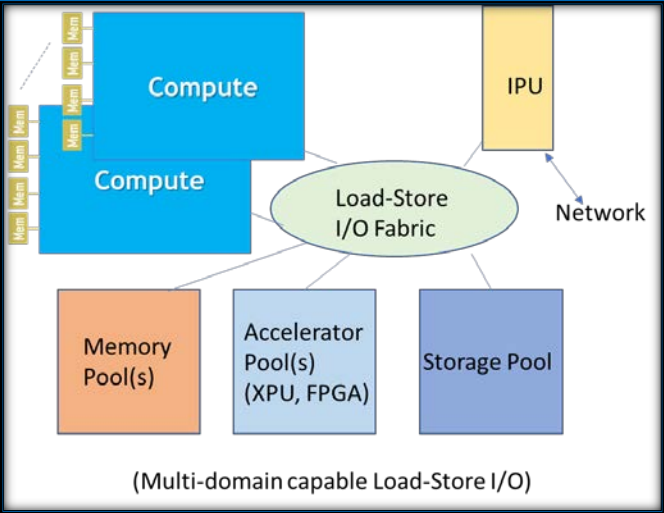 Mem
Mem
Mem
Mem
Compute
Mem
Mem
Mem
Mem
Compute
IPU
Network
Load-Store
I/O Fabric
Memory
Pool(s)
Accelerator
Pool(s)
(XPU, FPGA)
Storage Pool
(Multi-domain capable Load-Store I/O)